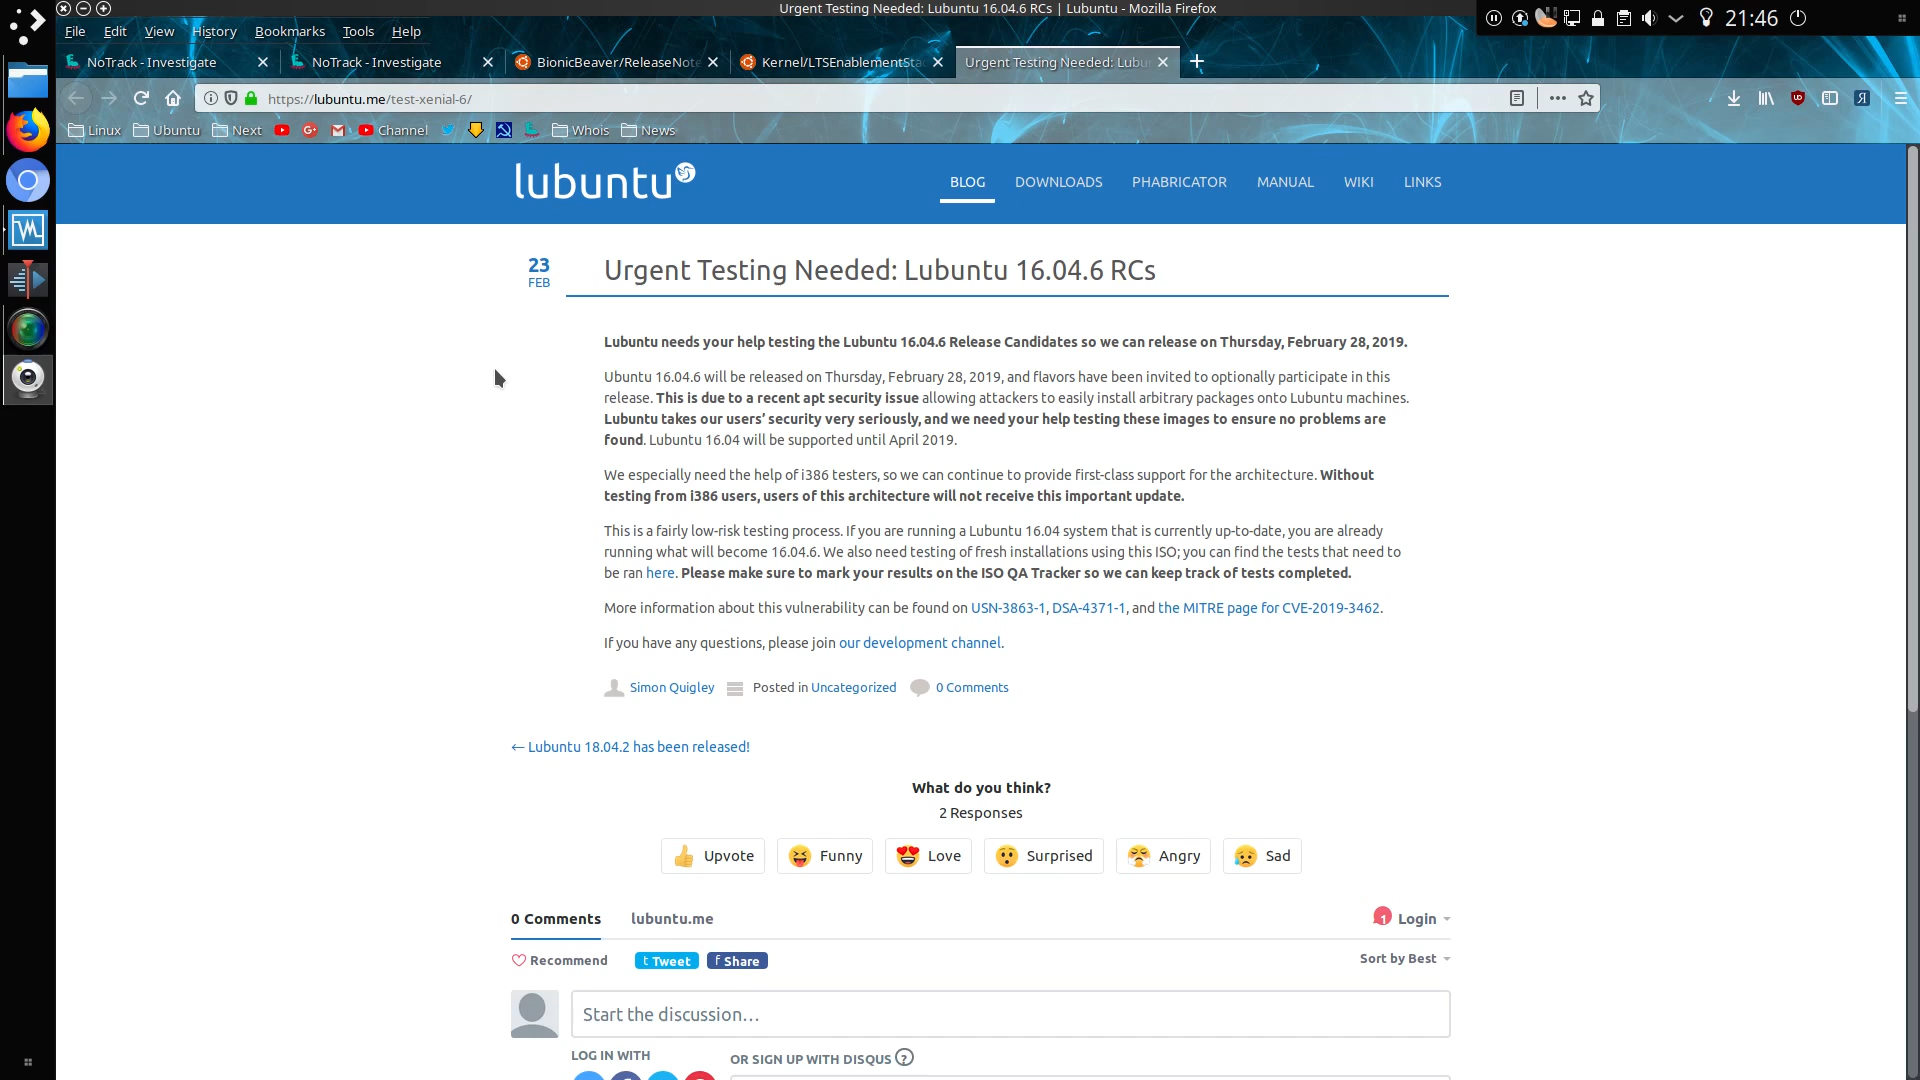 Urgent Testing Needed: Lubuntu 16.04.6 RCs | Lubuntu - Mozilla Firefox
21:46
File Edit View History Bookmarks Tools Help
NoTrack - Investigate
NoTrack - Investigate
BionicBeaver/ReleaseNote
Kernel/LTSEnablementSta
Urgent Testing Needed: Lubu
https://lubuntu.me/test-xenial-6/
Linux Ubuntu Next Channel Whois News
lubuntu
BLOG DOWNLOADS PHABRICATOR MANUAL WIKI LINKS
23
FEB
Urgent Testing Needed: Lubuntu 16.04.6 RCs
Lubuntu needs your help testing the Lubuntu 16.04.6 Release Candidates so we can release on Thursday, February 28, 2019.
Ubuntu 16.04.6 will be released on Thursday, February 28, 2019, and flavors have been invited to optionally participate in this
release. This is due to a recent apt security issue allowing attackers to easily install arbitrary packages onto Lubuntu machines.
Lubuntu takes our users’ security very seriously, and we need your help testing these images to ensure no problems are
found. Lubuntu 16.04 will be supported until April 2019.
We especially need the help of i386 testers, so we can continue to provide first-class support for the architecture. Without
testing from i386 users, users of this architecture will not receive this important update.
This is a fairly low-risk testing process. If you are running a Lubuntu 16.04 system that is currently up-to-date, you are already
running what will become 16.04.6. We also need testing of fresh installations using this ISO; you can find the tests that need to
be ran here. Please make sure to mark your results on the ISO QA Tracker so we can keep track of tests completed.
More information about this vulnerability can be found on USN-3863-1, DSA-4371-1, and the MITRE page for CVE-2019-3462.
If you have any questions, please join our development channel.
Simon Quigley Posted in Uncategorized 0 Comments
← Lubuntu 18.04.2 has been released!
What do you think?
2 Responses
Upvote Funny Love Surprised Angry Sad
0 Comments lubuntu.me 1 Login
Recommend t Tweet f Share Sort by Best
Start the discussion…
LOG IN WITH OR SIGN UP WITH DISQUS ?